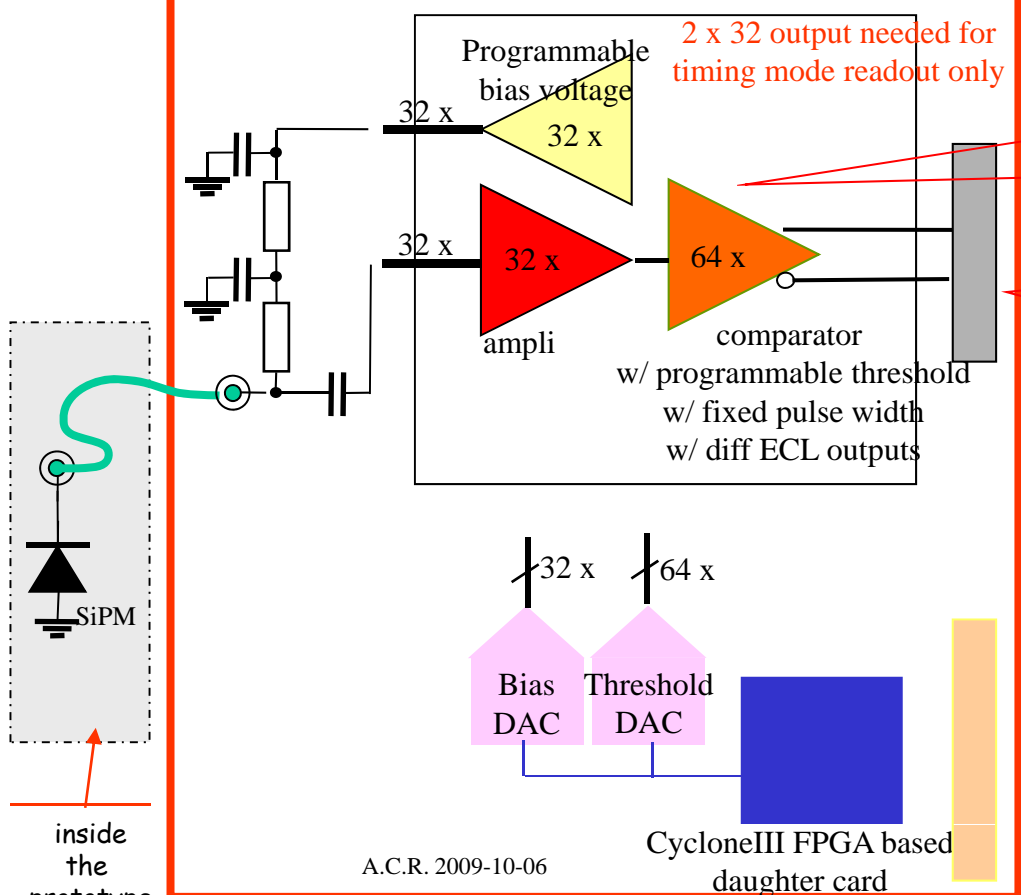 2 x 32 output needed for
timing mode readout only
Programmable
bias voltage
32 x
32 x
32 x
32 x
64 x
ampli
comparator
w/ programmable threshold
w/ fixed pulse width
w/ diff ECL outputs
SiPM
32 x
64 x
Bias
DAC
Threshold
DAC
CycloneIII FPGA based
daughter card
inside
the
A.C.R. 2009-10-06